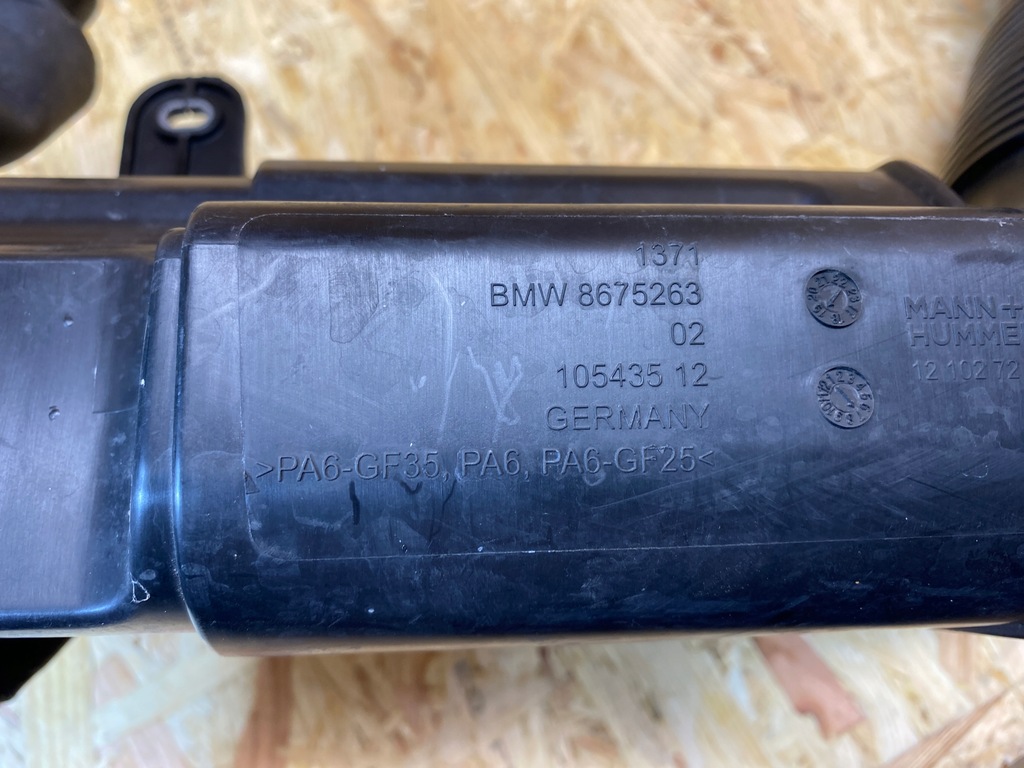 1371
BMW 8675263
02
105435 12
GERMANY
>PA6-GF35, PA6, PA6-GF25<
MANN+
HUMME
12 102 72